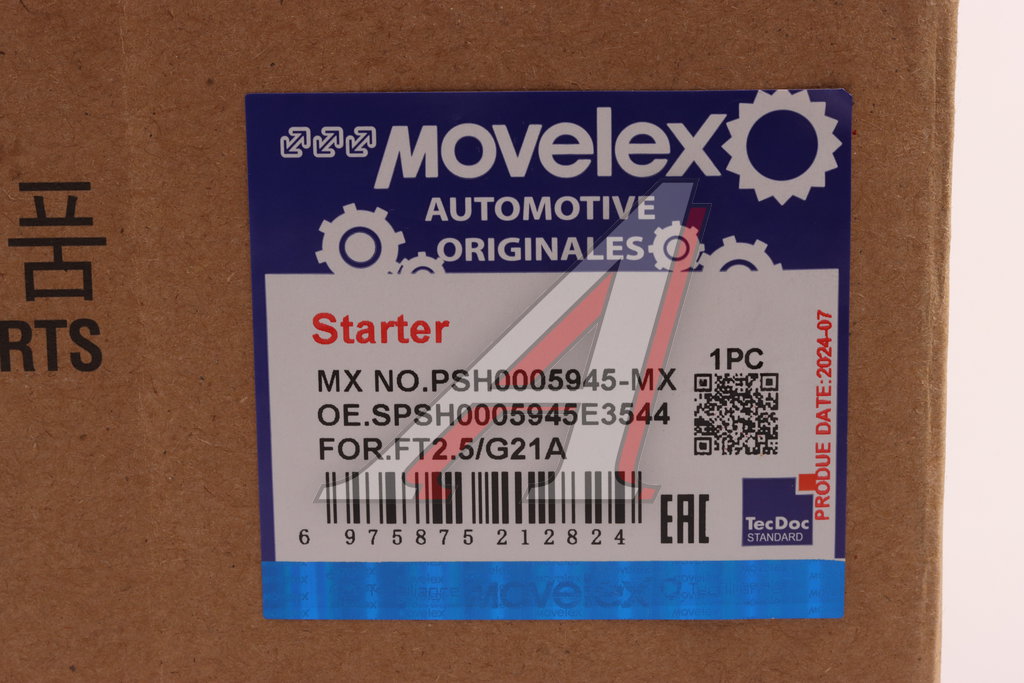 품
RTS
MOVELEX
AUTOMOTIVE
ORIGINALES
Starter
MX NO.PSH0005945-MX
OE.SPSH0005945E3544
FOR.FT2.5/G21A
1PC
PRODUE DATE:2024-07
6 975875 212824
EAC
TecDoc
STANDARD
MOVELEX